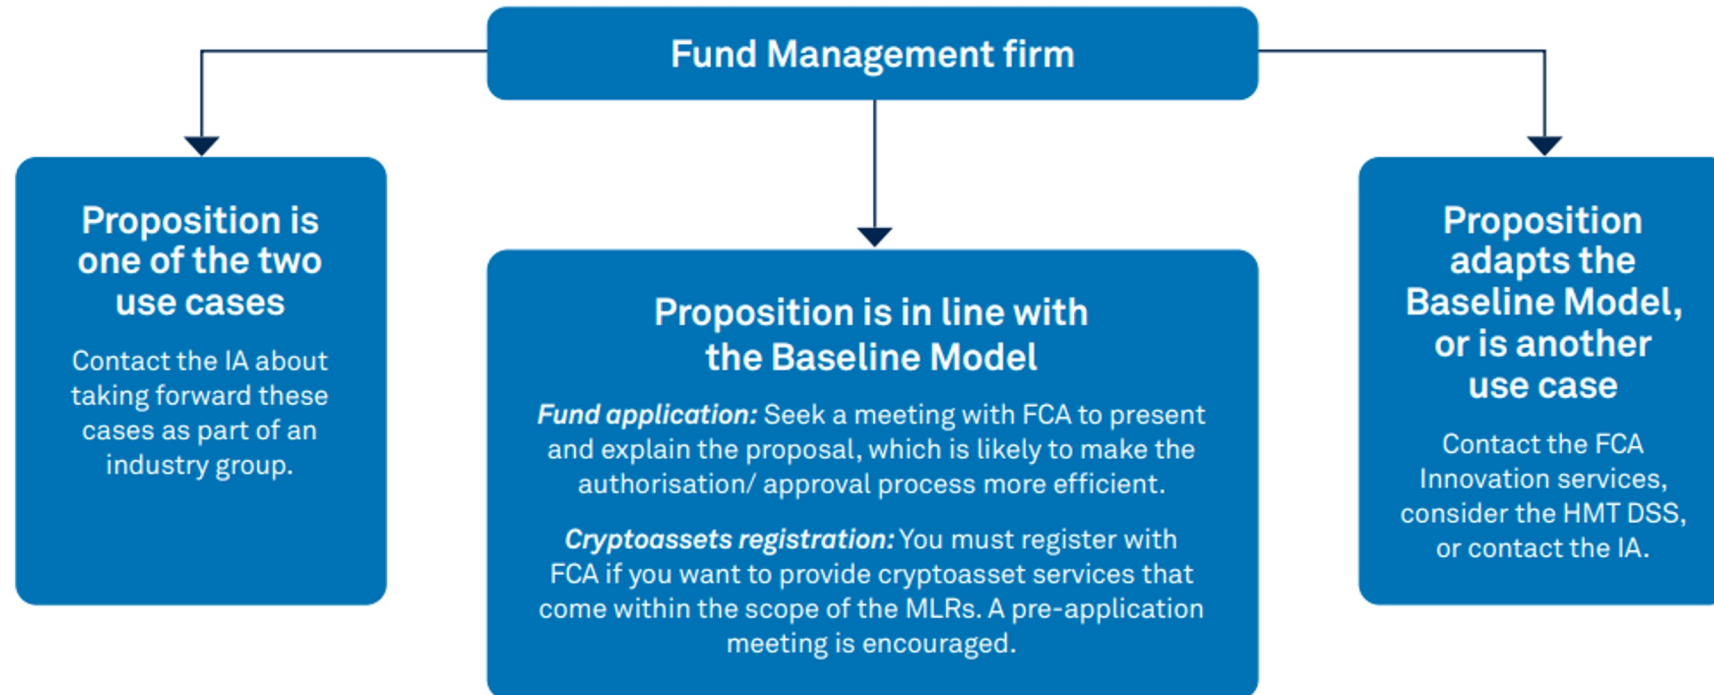 Fund Management firm
Proposition is
one of the two
use cases
Contact the IA about
taking forward these
cases as part of an
industry group.
Proposition is in line with
the Baseline Model
Fund application: Seek a meeting with FCA to present
and explain the proposal, which is likely to make the
authorisation/ approval process more efficient.
Cryptoassets registration: You must register with
FCA if you want to provide cryptoasset services that
come within the scope of the MLRs. A pre-application
meeting is encouraged.
Proposition
adapts the
Baseline Model,
or is another
use case
Contact the FCA
Innovation services,
consider the HMT DSS,
or contact the IA.